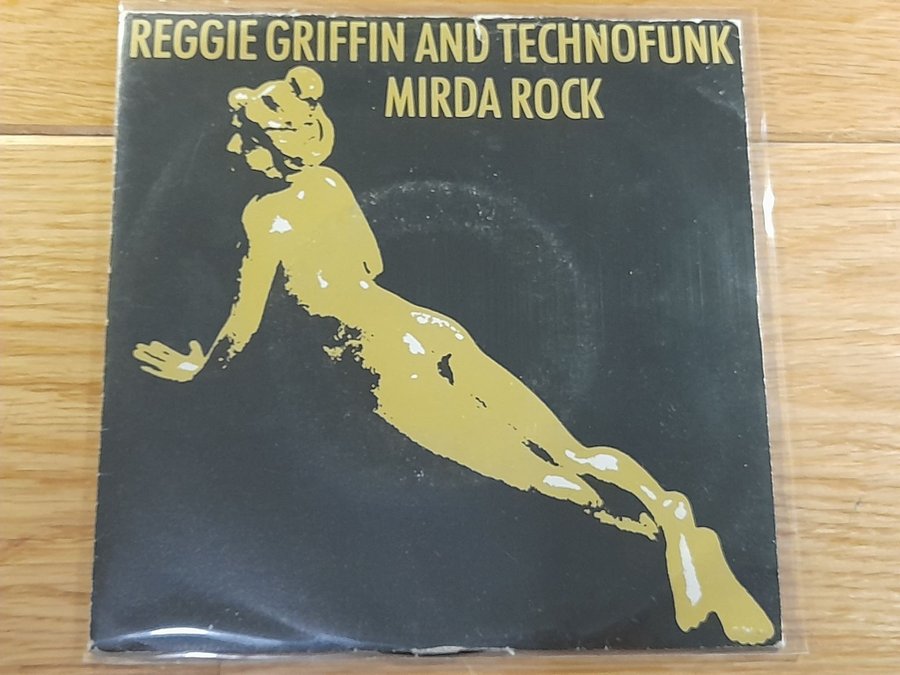 REGGIE GRIFFIN AND TECHNOFUNK
MIRDA ROCK